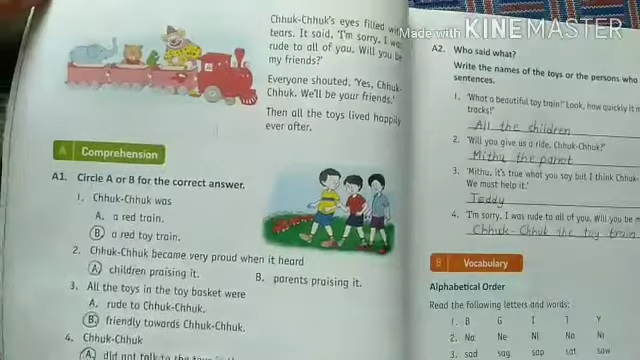 Chhuk-Chhuk's eyes filled with
tears. It said, 'I'm sorry, I was
rude to all of you. Will you be
my friends?'
Everyone shouted, 'Yes, Chhuk-
Chhuk. We'll be your friends.'
Then all the toys lived happily
ever after.
A Comprehension
A1. Circle A or B for the correct answer.
1. Chhuk-Chhuk was
A. a red train.
B a red toy train.
2. Chhuk-Chhuk became very proud when it heard
A children praising it. B. parents praising it.
3. All the toys in the toy basket were
A. rude to Chhuk-Chhuk.
B. friendly towards Chhuk-Chhuk.
4. Chhuk-Chhuk
A did not talk to the
Made with KINEMASTER
A2. Who said what?
Write the names of the toys or the persons who
sentences.
1. 'What a beautiful toy train!' Look, how quickly it
tracks!'
All the children
2. 'Will you give us a ride, Chhuk-Chhuk?'
Mithu the parrot
3. 'Mithu, it's true what you say but I think Chhuk-
We must help it.'
Teddy
4. 'I'm sorry, I was rude to all of you. Will you be
Chhuk-Chhuk the toy train
B Vocabulary
Alphabetical Order
Read the following letters and words:
1. B G I T Y
2. Na Ne Ni No Nu
3. sad sag sap sat saw